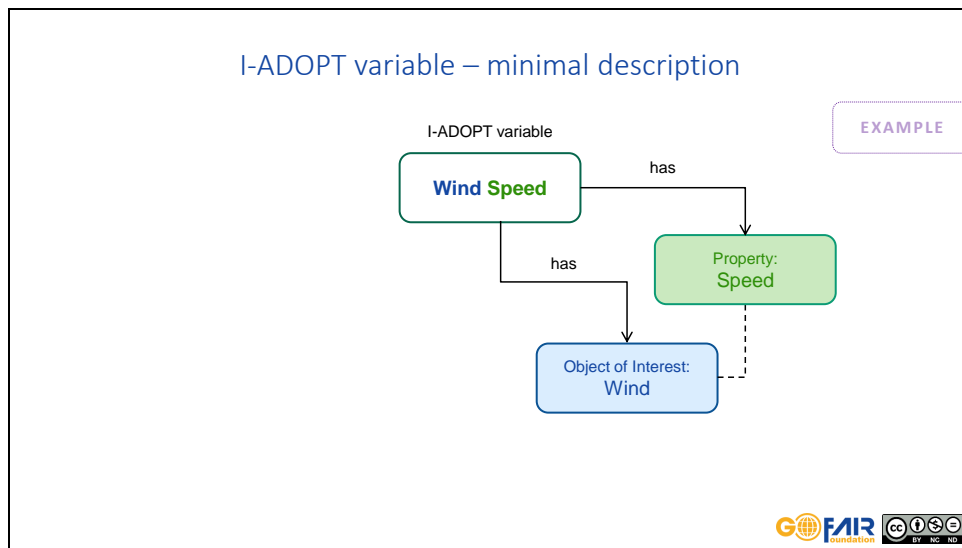 I-ADOPT variable – minimal description
EXAMPLE
I-ADOPT variable
Wind Speed
has
Property:
Speed
has
Object of Interest:
Wind
GO FAIR
Foundation
cc
BY NC ND